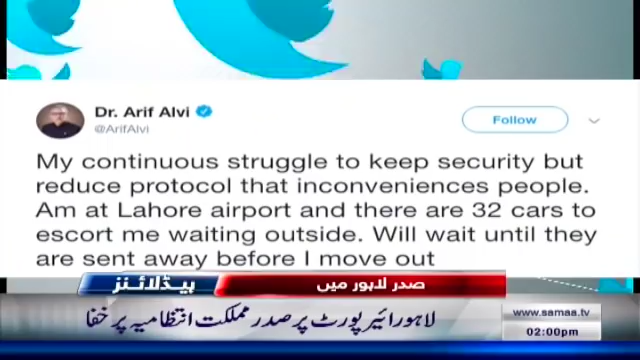 Dr. Arif Alvi
@ArifAlvi
Follow
My continuous struggle to keep security but
reduce protocol that inconveniences people.
Am at Lahore airport and there are 32 cars to
escort me waiting outside. Will wait until they
are sent away before I move out
صدر لاہور میں
ہیڈلائنز
لاہورائیرپورٹ پر صدر مملکت انتظامیہ پر خفا
www.samaa.tv
02:00pm